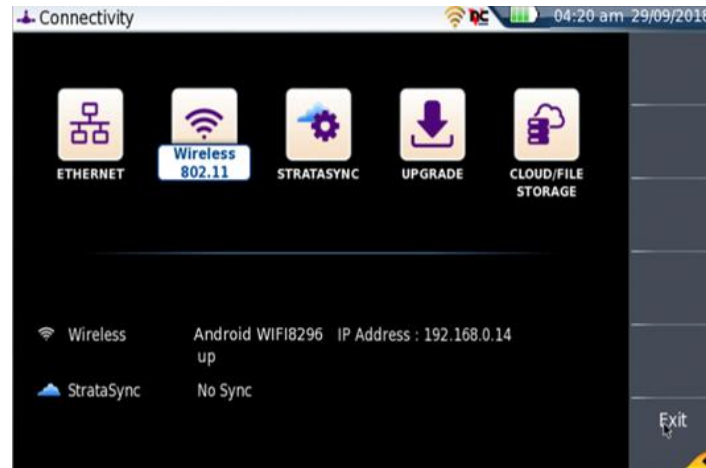 Connectivity
DC 04:20 am 29/09/2018
Wireless
802.11
ETHERNET STRATASYNC UPGRADE CLOUD/FILE
STORAGE
Wireless Android WIFI8296 IP Address : 192.168.0.14
up
StrataSync No Sync
Exit